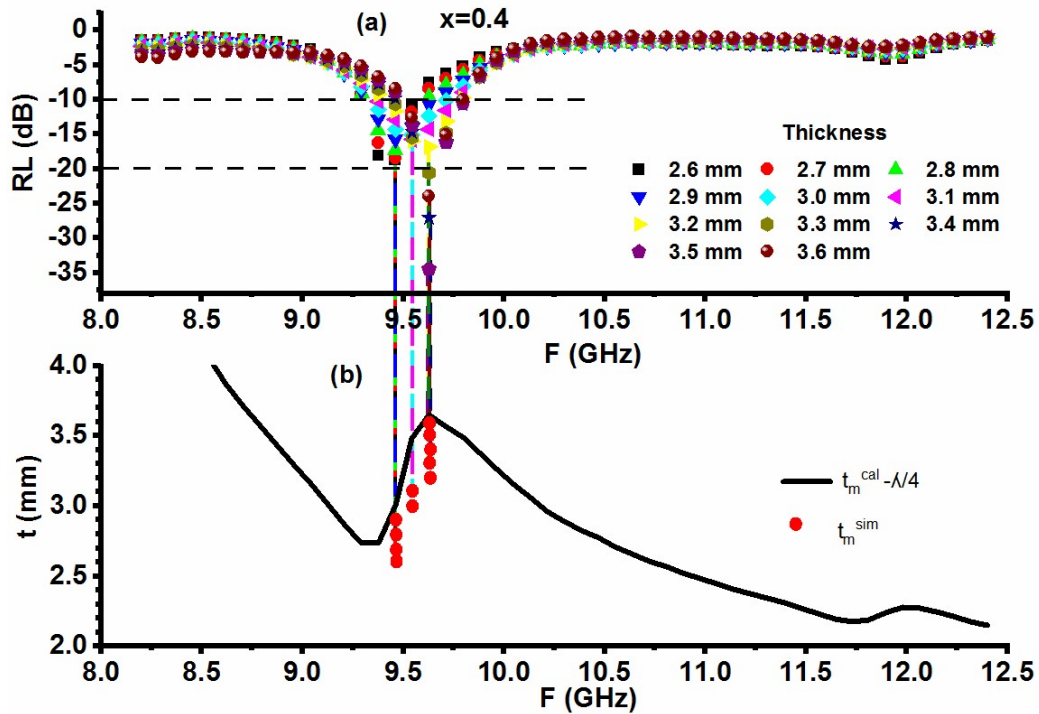 (a) x=0.4
0
-5
-10
-15
-20
-25
-30
-35
RL (dB)
Thickness
2.6 mm 2.7 mm 2.8 mm
2.9 mm 3.0 mm 3.1 mm
3.2 mm 3.3 mm 3.4 mm
3.5 mm 3.6 mm
8.0 8.5 9.0 9.5 10.0 10.5 11.0 11.5 12.0 12.5
F (GHz)
(b)
4.0
3.5
3.0
2.5
2.0
t (mm)
t_m^cal -λ/4
t_m^sim
8.0 8.5 9.0 9.5 10.0 10.5 11.0 11.5 12.0 12.5
F (GHz)